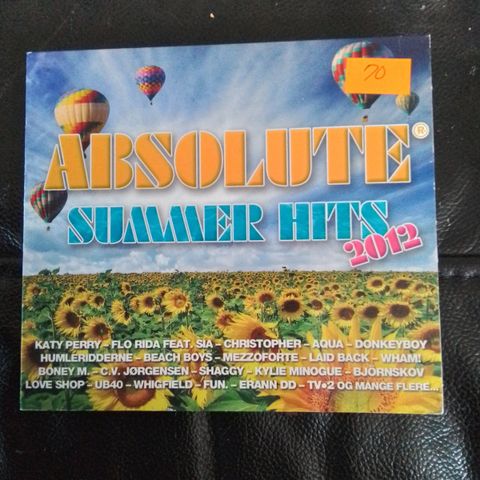 70
ABSOLUTE®
SUMMER HITS
2012
KATY PERRY – FLO RIDA FEAT. SIA – CHRISTOPHER – AQUA – DONKEYBOY
HUMLERIDDERNE – BEACH BOYS – MEZZOFORTE – LAID BACK – WHAM!
BONEY M. – C.V. JØRGENSEN – SHAGGY – KYLIE MINOGUE – BJÖRNSKOV
LOVE SHOP – UB40 – WHIGFIELD – FUN. – ERANN DD – TV•2 OG MANGE FLERE...